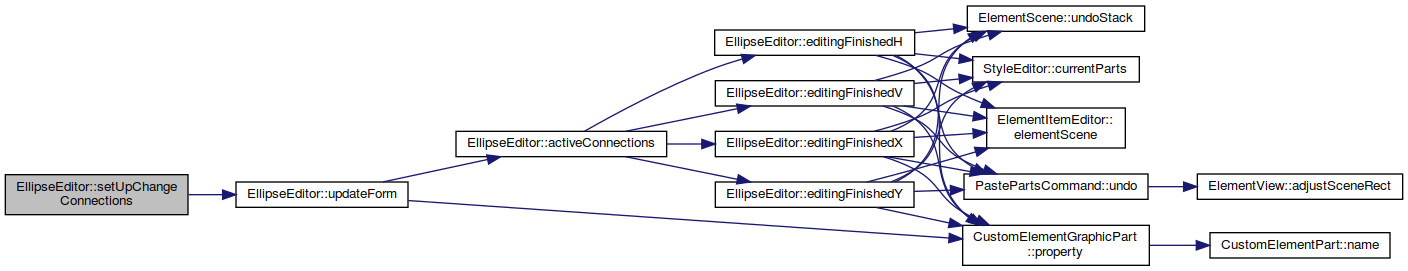 EllipseEditor::setUpChange
Connections
EllipseEditor::updateForm
EllipseEditor::activeConnections
EllipseEditor::editingFinishedH
EllipseEditor::editingFinishedV
EllipseEditor::editingFinishedX
EllipseEditor::editingFinishedY
ElementScene::undoStack
StyleEditor::currentParts
ElementItemEditor::
elementScene
PastePartsCommand::undo
CustomElementGraphicPart
::property
ElementView::adjustSceneRect
CustomElementPart::name